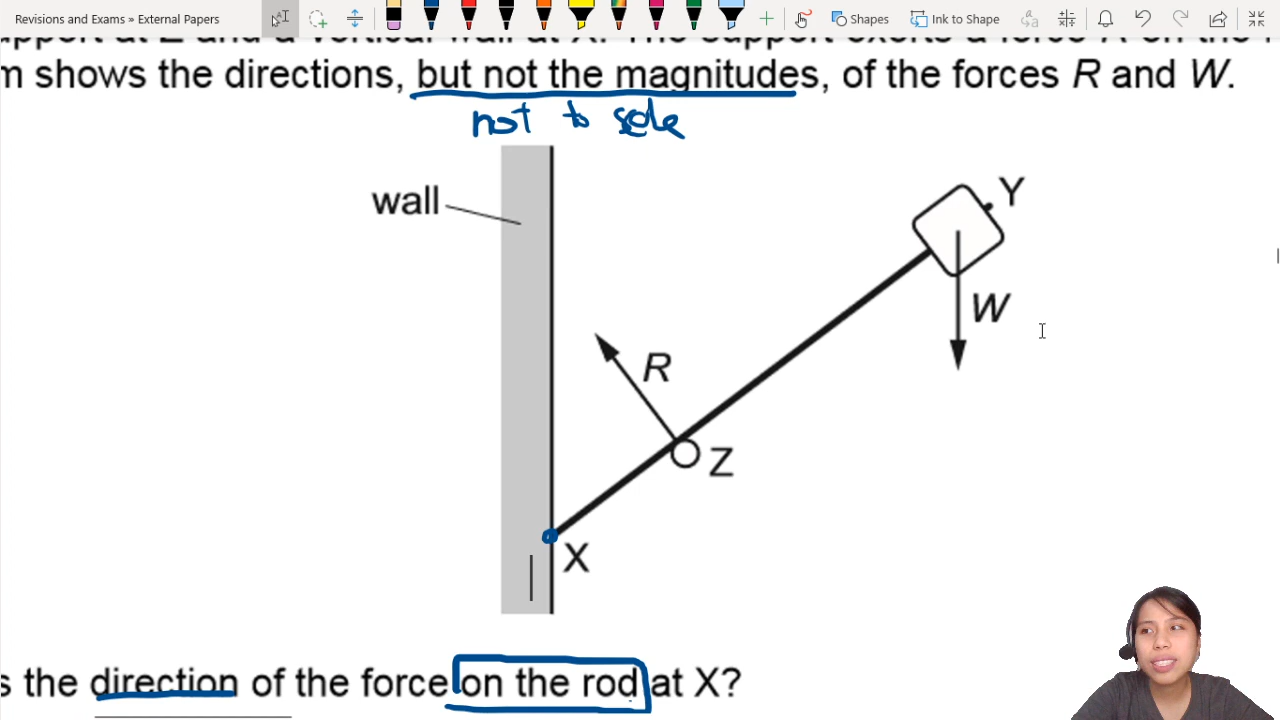 Revisions and Exams » External Papers
Shapes
Ink to Shape
m shows the directions, but not the magnitudes, of the forces R and W.
not to scle
wall
Y
W
R
Z
X
s the direction of the force on the rod at X?